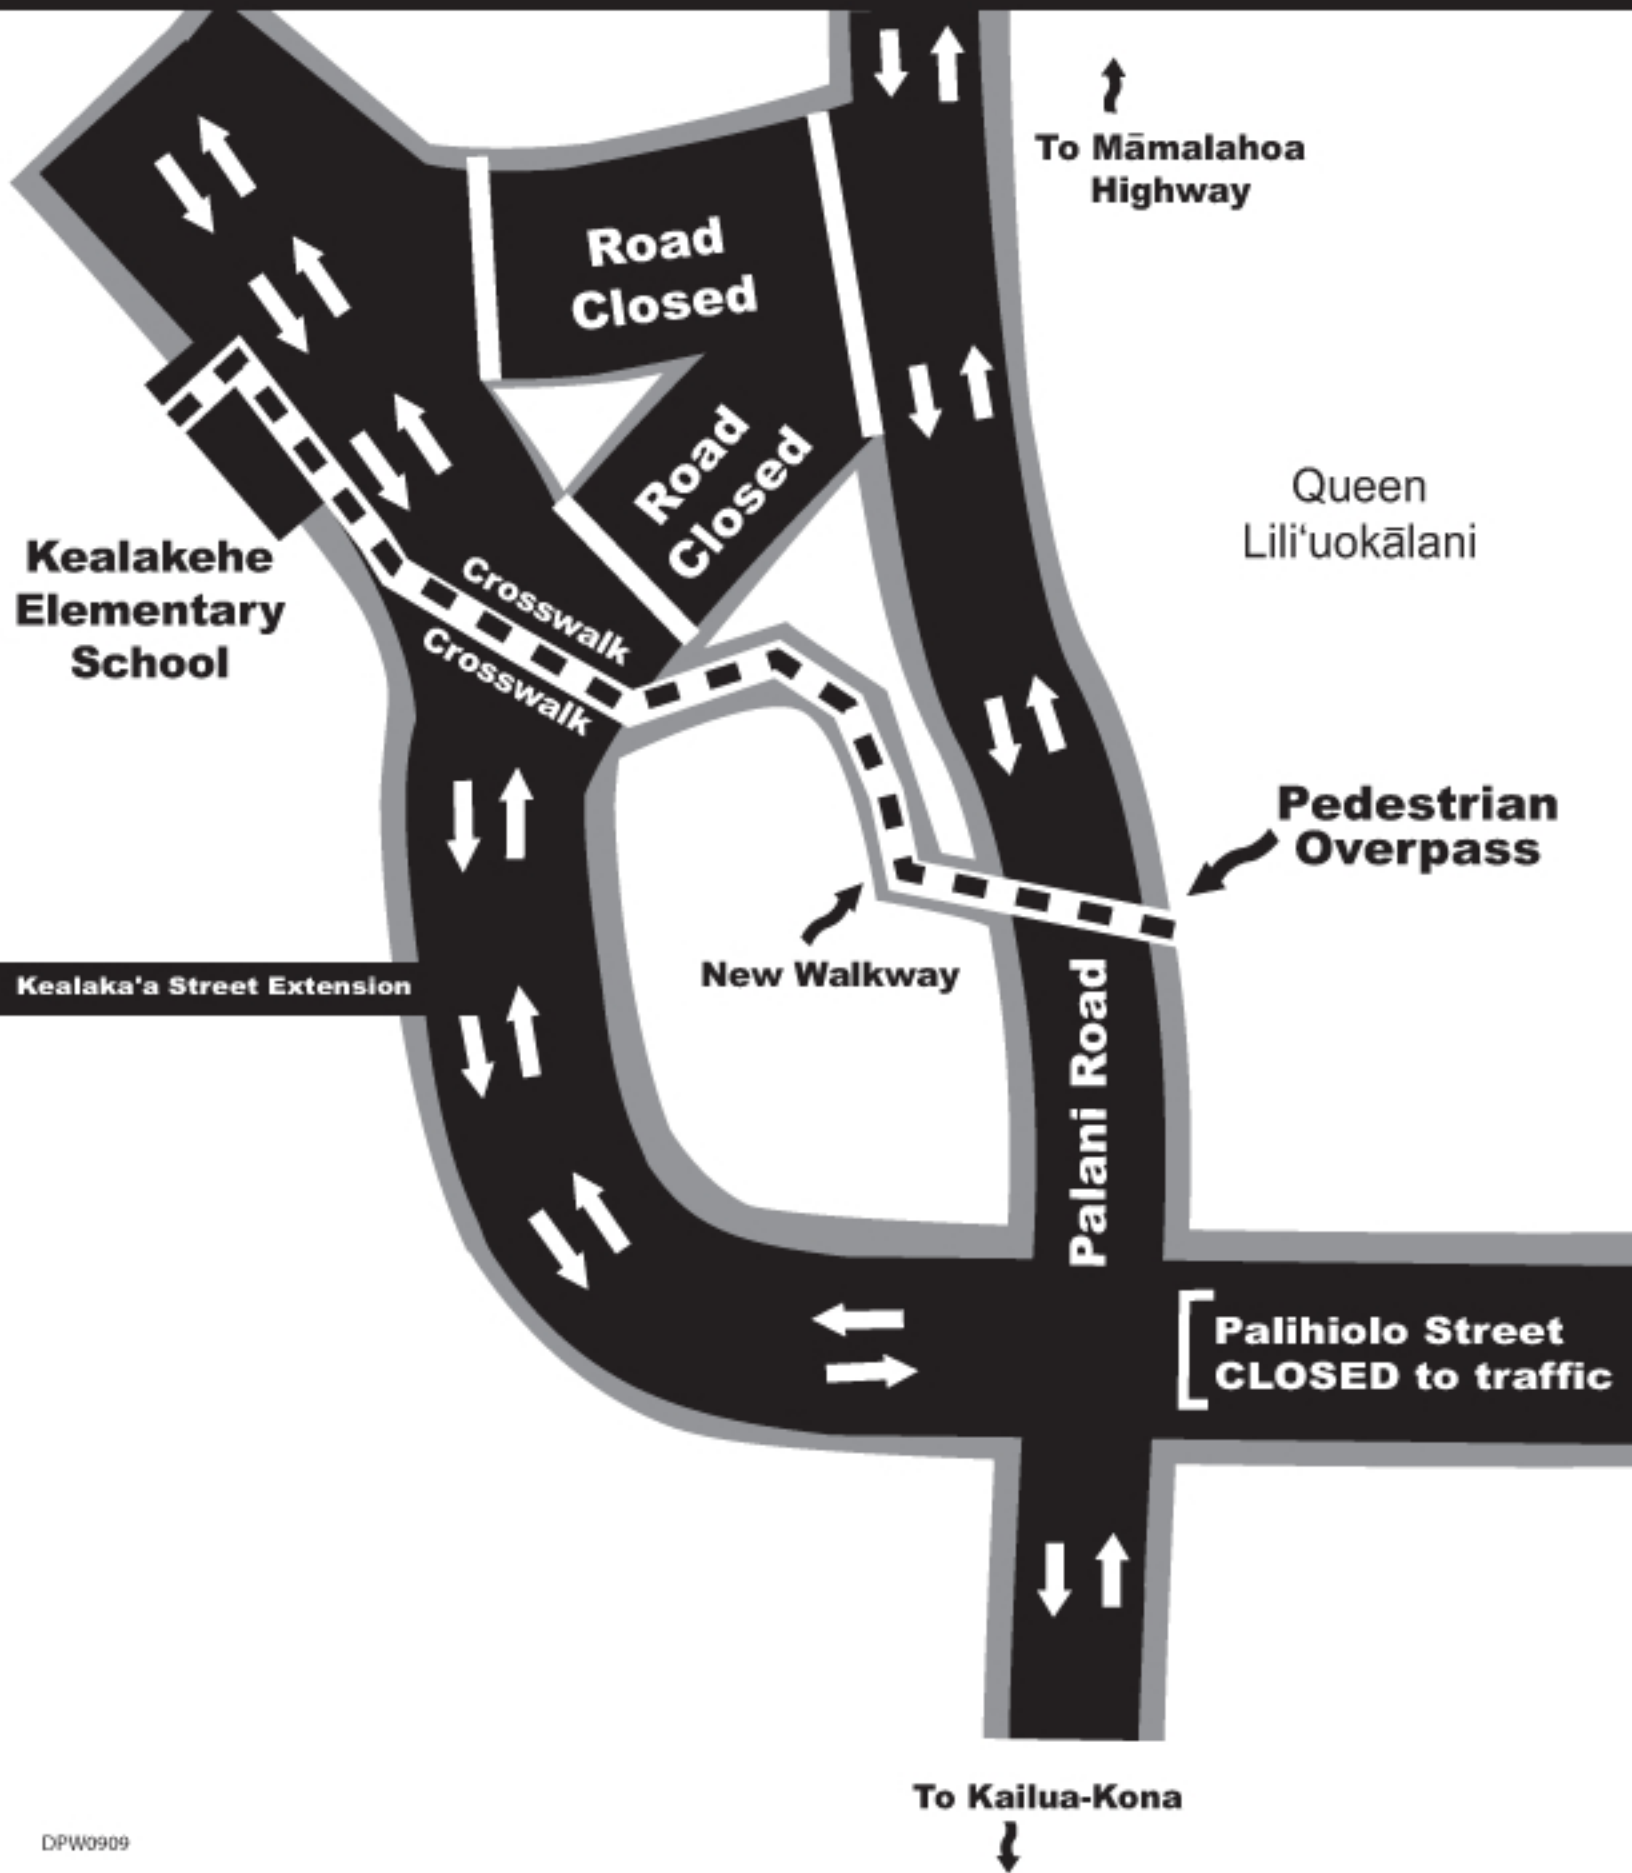 To Māmalahoa
Highway
Road
Closed
Road
Closed
Queen
Liliʻuokālani
Kealakehe
Elementary
School
Crosswalk
Crosswalk
Pedestrian
Overpass
New Walkway
Kealaka'a Street Extension
Palani Road
Palihiolo Street
CLOSED to traffic
To Kailua-Kona
DPW0909